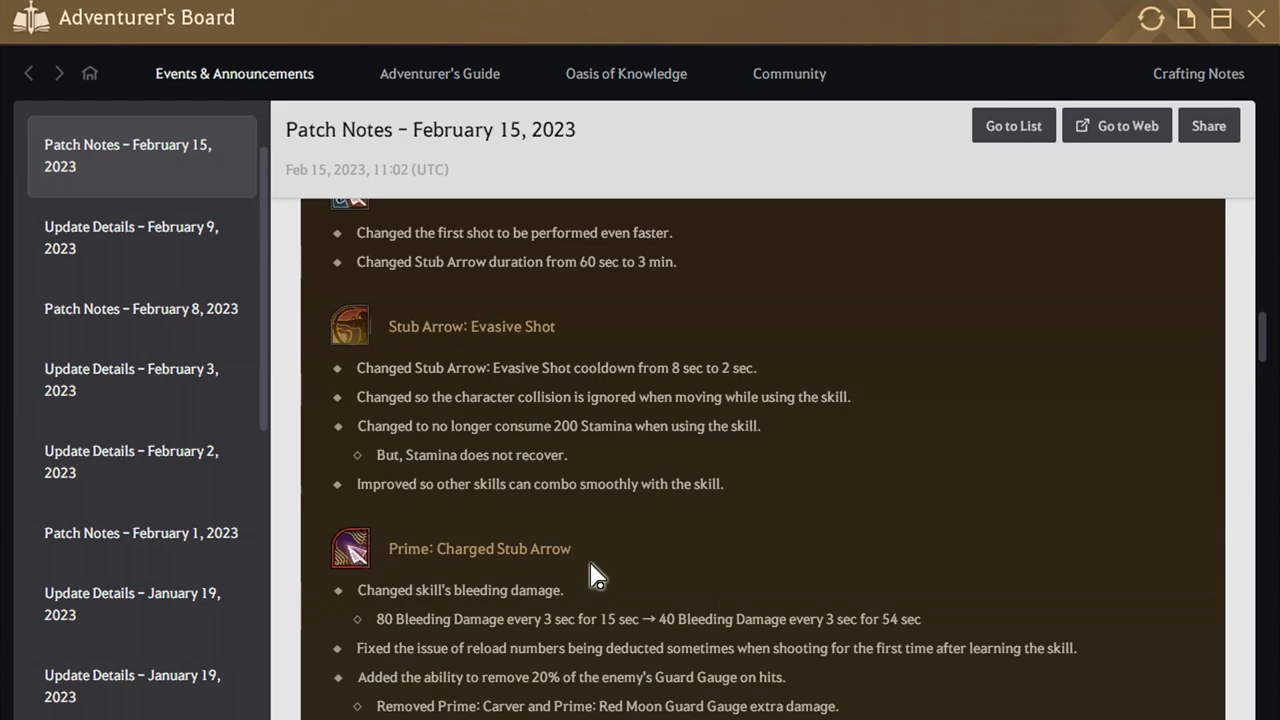 Adventurer's Board
Events & Announcements
Adventurer's Guide
Oasis of Knowledge
Community
Crafting Notes
Patch Notes - February 15, 2023
Update Details - February 9, 2023
Patch Notes - February 8, 2023
Update Details - February 3, 2023
Update Details - February 2, 2023
Patch Notes - February 1, 2023
Update Details - January 19, 2023
Update Details - January 19, 2023
Patch Notes - February 15, 2023
Go to List
Go to Web
Share
Feb 15, 2023, 11:02 (UTC)
Changed the first shot to be performed even faster.
Changed Stub Arrow duration from 60 sec to 3 min.
Stub Arrow: Evasive Shot
Changed Stub Arrow: Evasive Shot cooldown from 8 sec to 2 sec.
Changed so the character collision is ignored when moving while using the skill.
Changed to no longer consume 200 Stamina when using the skill.
But, Stamina does not recover.
Improved so other skills can combo smoothly with the skill.
Prime: Charged Stub Arrow
Changed skill's bleeding damage.
80 Bleeding Damage every 3 sec for 15 sec → 40 Bleeding Damage every 3 sec for 54 sec
Fixed the issue of reload numbers being deducted sometimes when shooting for the first time after learning the skill.
Added the ability to remove 20% of the enemy's Guard Gauge on hits.
Removed Prime: Carver and Prime: Red Moon Guard Gauge extra damage.